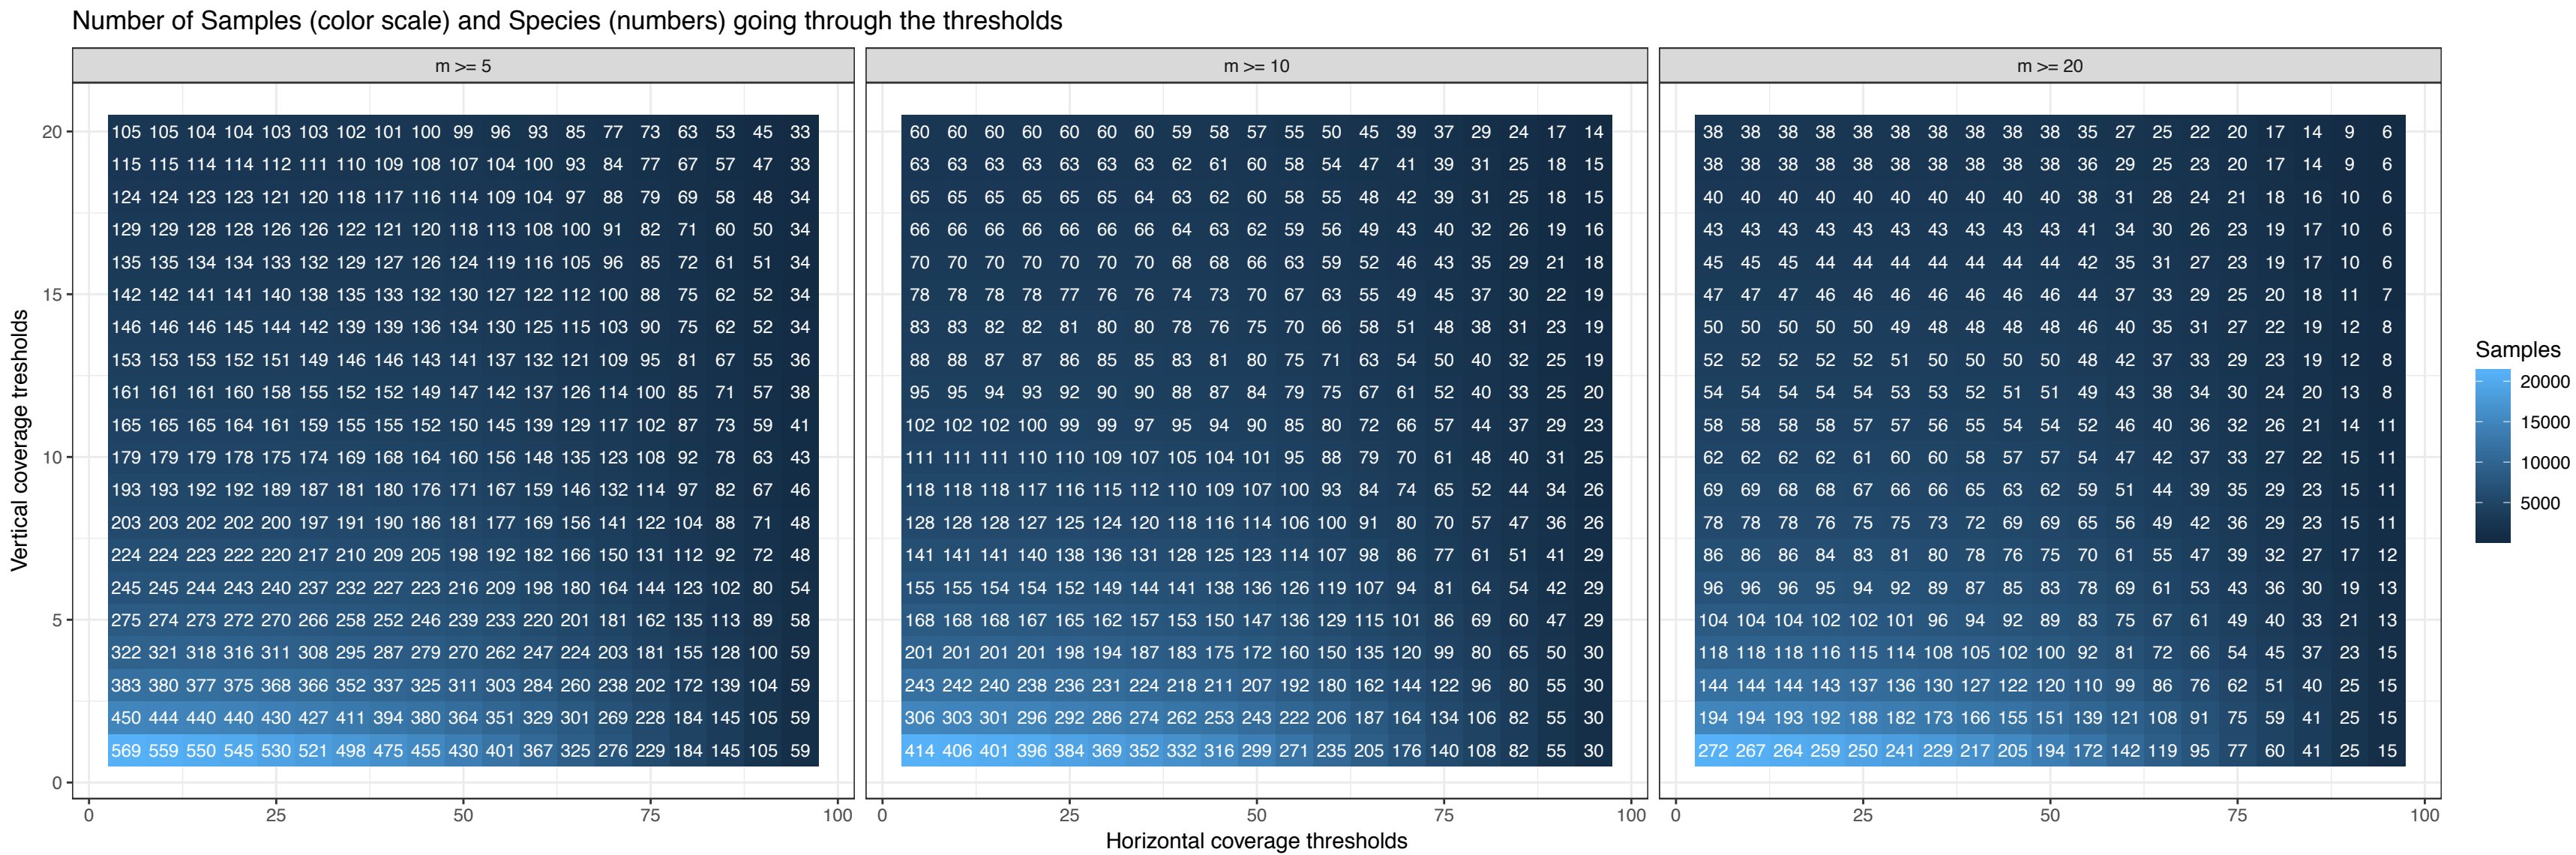 Number of Samples (color scale) and Species (numbers) going through the thresholds
m >= 5 m >= 10 m >= 20
20 105 105 104 104 103 103 102 101 100 99 96 93 85 77 73 63 53 45 33 60 60 60 60 60 60 60 59 58 57 55 50 45 39 37 29 24 17 14 38 38 38 38 38 38 38 38 38 38 35 27 25 22 20 17 14 9 6
115 115 114 114 112 111 110 109 108 107 104 100 93 84 77 67 57 47 33 63 63 63 63 63 63 63 62 61 60 58 54 47 41 39 31 25 18 15 38 38 38 38 38 38 38 38 38 38 36 29 25 23 20 17 14 9 6
124 124 123 123 121 120 118 117 116 114 109 104 97 88 79 69 58 48 34 65 65 65 65 65 65 64 63 62 60 58 55 48 42 39 31 25 18 15 40 40 40 40 40 40 40 40 40 40 38 31 28 24 21 18 16 10 6
129 129 128 128 126 126 122 121 120 118 113 108 100 91 82 71 60 50 34 66 66 66 66 66 66 66 64 63 62 59 56 49 43 40 32 26 19 16 43 43 43 43 43 43 43 43 43 43 41 34 30 26 23 19 17 10 6
135 135 134 134 133 132 129 127 126 124 119 116 105 96 85 72 61 51 34 70 70 70 70 70 70 70 68 68 66 63 59 52 46 43 35 29 21 18 45 45 45 44 44 44 44 44 44 44 42 35 31 27 23 19 17 10 6
15 142 142 141 141 140 138 135 133 132 130 127 122 112 100 88 75 62 52 34 78 78 78 78 77 76 76 74 73 70 67 63 55 49 45 37 30 22 19 47 47 47 46 46 46 46 46 46 46 44 37 33 29 25 20 18 11 7
146 146 146 145 144 142 139 139 136 134 130 125 115 103 90 75 62 52 34 83 83 82 82 81 80 80 78 76 75 70 66 58 51 48 38 31 23 19 50 50 50 50 50 49 48 48 48 48 46 40 35 31 27 22 19 12 8
153 153 153 152 151 149 146 146 143 141 137 132 121 109 95 81 67 55 36 88 88 87 87 86 85 85 83 81 80 75 71 63 54 50 40 32 25 19 52 52 52 52 52 51 50 50 50 50 48 42 37 33 29 23 19 12 8
161 161 161 160 158 155 152 152 149 147 142 137 126 114 100 85 71 57 38 95 95 94 93 92 90 90 88 87 84 79 75 67 61 52 40 33 25 20 54 54 54 54 54 53 53 52 51 51 49 43 38 34 30 24 20 13 8
165 165 165 164 161 159 155 155 152 150 145 139 129 117 102 87 73 59 41 102 102 102 100 99 99 97 95 94 90 85 80 72 66 57 44 37 29 23 58 58 58 58 57 57 56 55 54 54 52 46 40 36 32 26 21 14 11
10 179 179 179 178 175 174 169 168 164 160 156 148 135 123 108 92 78 63 43 111 111 111 110 110 109 107 105 104 101 95 88 79 70 61 48 40 31 25 62 62 62 62 61 60 60 58 57 57 54 47 42 37 33 27 22 15 11
193 193 192 192 189 187 181 180 176 171 167 159 146 132 114 97 82 67 46 118 118 118 117 116 115 112 110 109 107 100 93 84 74 65 52 44 34 26 69 69 68 68 67 66 66 65 63 62 59 51 44 39 35 29 23 15 11
203 203 202 202 200 197 191 190 186 181 177 169 156 141 122 104 88 71 48 128 128 128 127 125 124 120 118 116 114 106 100 91 80 70 57 47 36 26 78 78 78 76 75 75 73 72 69 69 65 56 49 42 36 29 23 15 11
224 224 223 222 220 217 210 209 205 198 192 182 166 150 131 112 92 72 48 141 141 141 140 138 136 131 128 125 123 114 107 98 86 77 61 51 41 29 86 86 86 84 83 81 80 78 76 75 70 61 55 47 39 32 27 17 12
245 245 244 243 240 237 232 227 223 216 209 198 180 164 144 123 102 80 54 155 155 154 154 152 149 144 141 138 136 126 119 107 94 81 64 54 42 29 96 96 96 95 94 92 89 87 85 83 78 69 61 53 43 36 30 19 13
5 275 274 273 272 270 266 258 252 246 239 233 220 201 181 162 135 113 89 58 168 168 168 167 165 162 157 153 150 147 136 129 115 101 86 69 60 47 29 104 104 104 102 102 101 96 94 92 89 83 75 67 61 49 40 33 21 13
322 321 318 316 311 308 295 287 279 270 262 247 224 203 181 155 128 100 59 201 201 201 201 198 194 187 183 175 172 160 150 135 120 99 80 65 50 30 118 118 118 116 115 114 108 105 102 100 92 81 72 66 54 45 37 23 15
383 380 377 375 368 366 352 337 325 311 303 284 260 238 202 172 139 104 59 243 242 240 238 236 231 224 218 211 207 192 180 162 144 122 96 80 55 30 144 144 144 143 137 136 130 127 122 120 110 99 86 76 62 51 40 25 15
450 444 440 440 430 427 411 394 380 364 351 329 301 269 228 184 145 105 59 306 303 301 296 292 286 274 262 253 243 222 206 187 164 134 106 82 55 30 194 194 193 192 188 182 173 166 155 151 139 121 108 91 75 59 41 25 15
569 559 550 545 530 521 498 475 455 430 401 367 325 276 229 184 145 105 59 414 406 401 396 384 369 352 332 316 299 271 235 205 176 140 108 82 55 30 272 267 264 259 250 241 229 217 205 194 172 142 119 95 77 60 41 25 15
0
0 25 50 75 100 0 25 50 75 100 0 25 50 75 100
Horizontal coverage thresholds
Vertical coverage tresholds
Samples
20000
15000
10000
5000